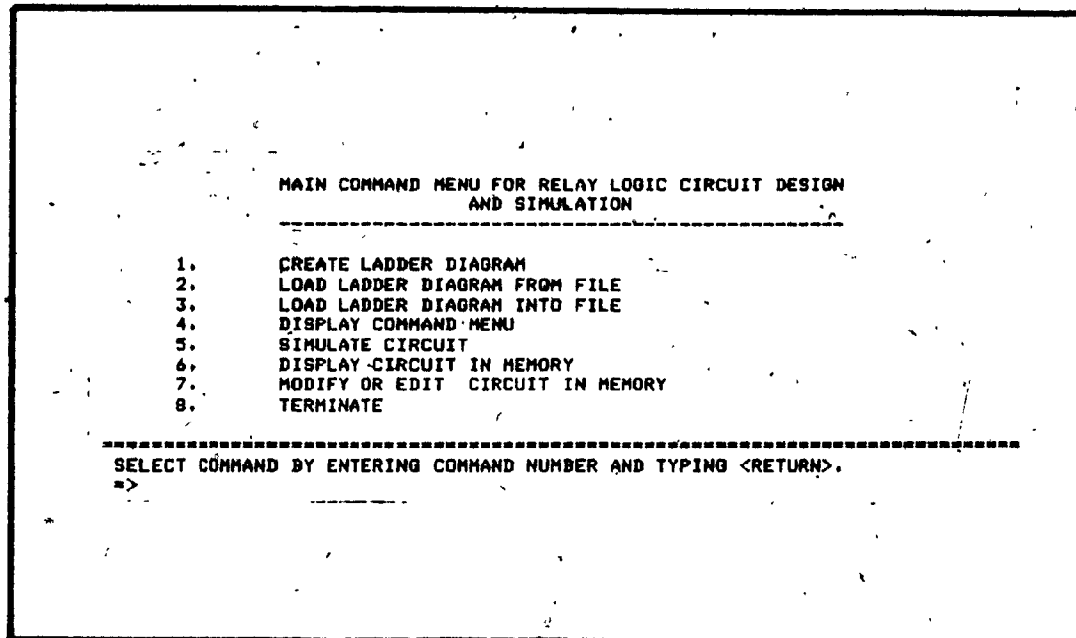 MAIN COMMAND MENU FOR RELAY LOGIC CIRCUIT DESIGN
AND SIMULATION
------------------------------------------------
1. CREATE LADDER DIAGRAM
2. LOAD LADDER DIAGRAM FROM FILE
3. LOAD LADDER DIAGRAM INTO FILE
4. DISPLAY COMMAND MENU
5. SIMULATE CIRCUIT
6. DISPLAY CIRCUIT IN MEMORY
7. MODIFY OR EDIT CIRCUIT IN MEMORY
8. TERMINATE
==============================================================================
SELECT COMMAND BY ENTERING COMMAND NUMBER AND TYPING <RETURN>.
=>